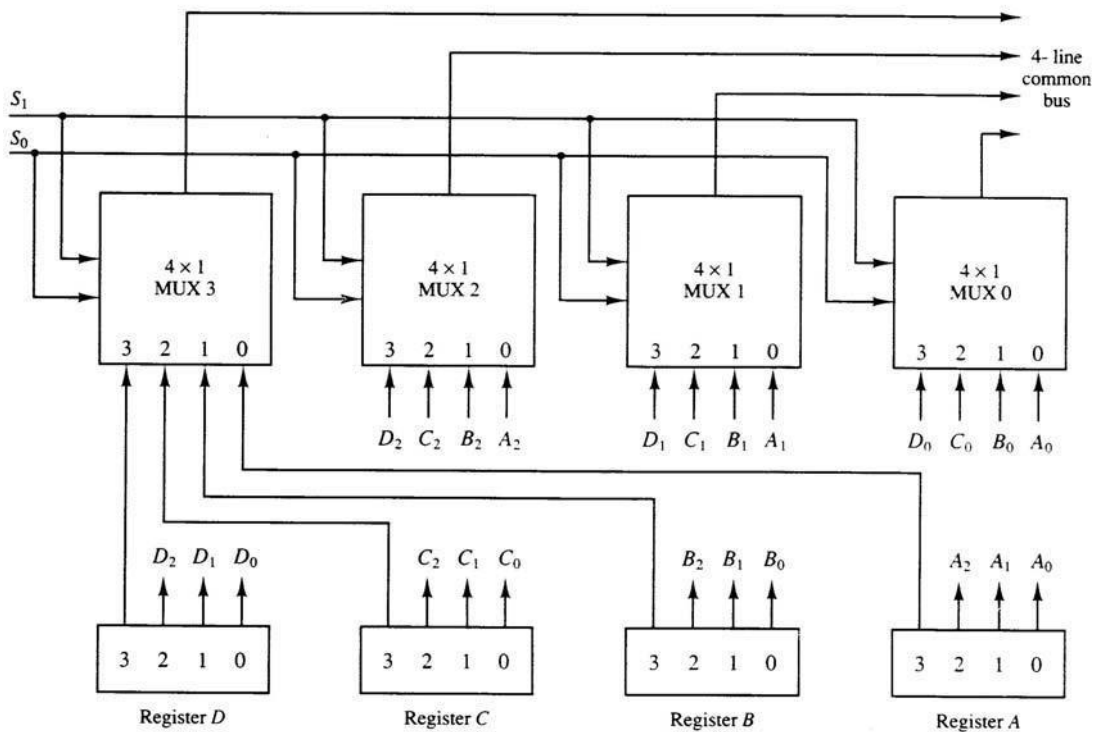 4- line
common
bus
S₁
S₀
4 × 1
MUX 3
3 2 1 0
4 × 1
MUX 2
3 2 1 0
4 × 1
MUX 1
3 2 1 0
4 × 1
MUX 0
3 2 1 0
D₂ C₂ B₂ A₂
D₁ C₁ B₁ A₁
D₀ C₀ B₀ A₀
D₂ D₁ D₀
C₂ C₁ C₀
B₂ B₁ B₀
A₂ A₁ A₀
3 2 1 0
3 2 1 0
3 2 1 0
3 2 1 0
Register D
Register C
Register B
Register A